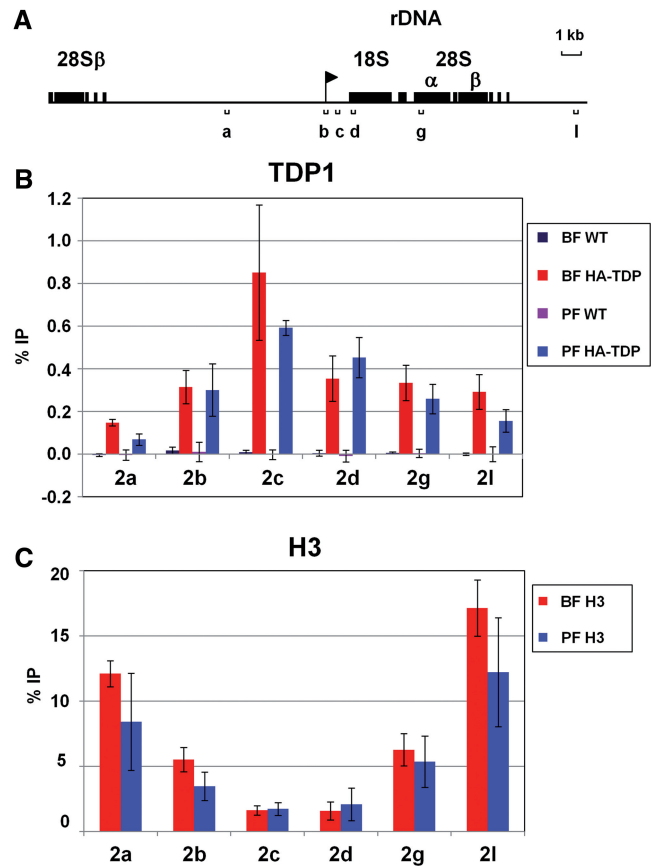 A
rDNA
1 kb
28Sβ
18S
28S
α
β
a
b
c
d
g
l
B
TDP1
1.2
1.0
0.8
0.6
0.4
0.2
0.0
-0.2
% IP
2a
2b
2c
2d
2g
2l
BF WT
BF HA-TDP
PF WT
PF HA-TDP
C
H3
20
15
10
5
0
% IP
2a
2b
2c
2d
2g
2l
BF H3
PF H3